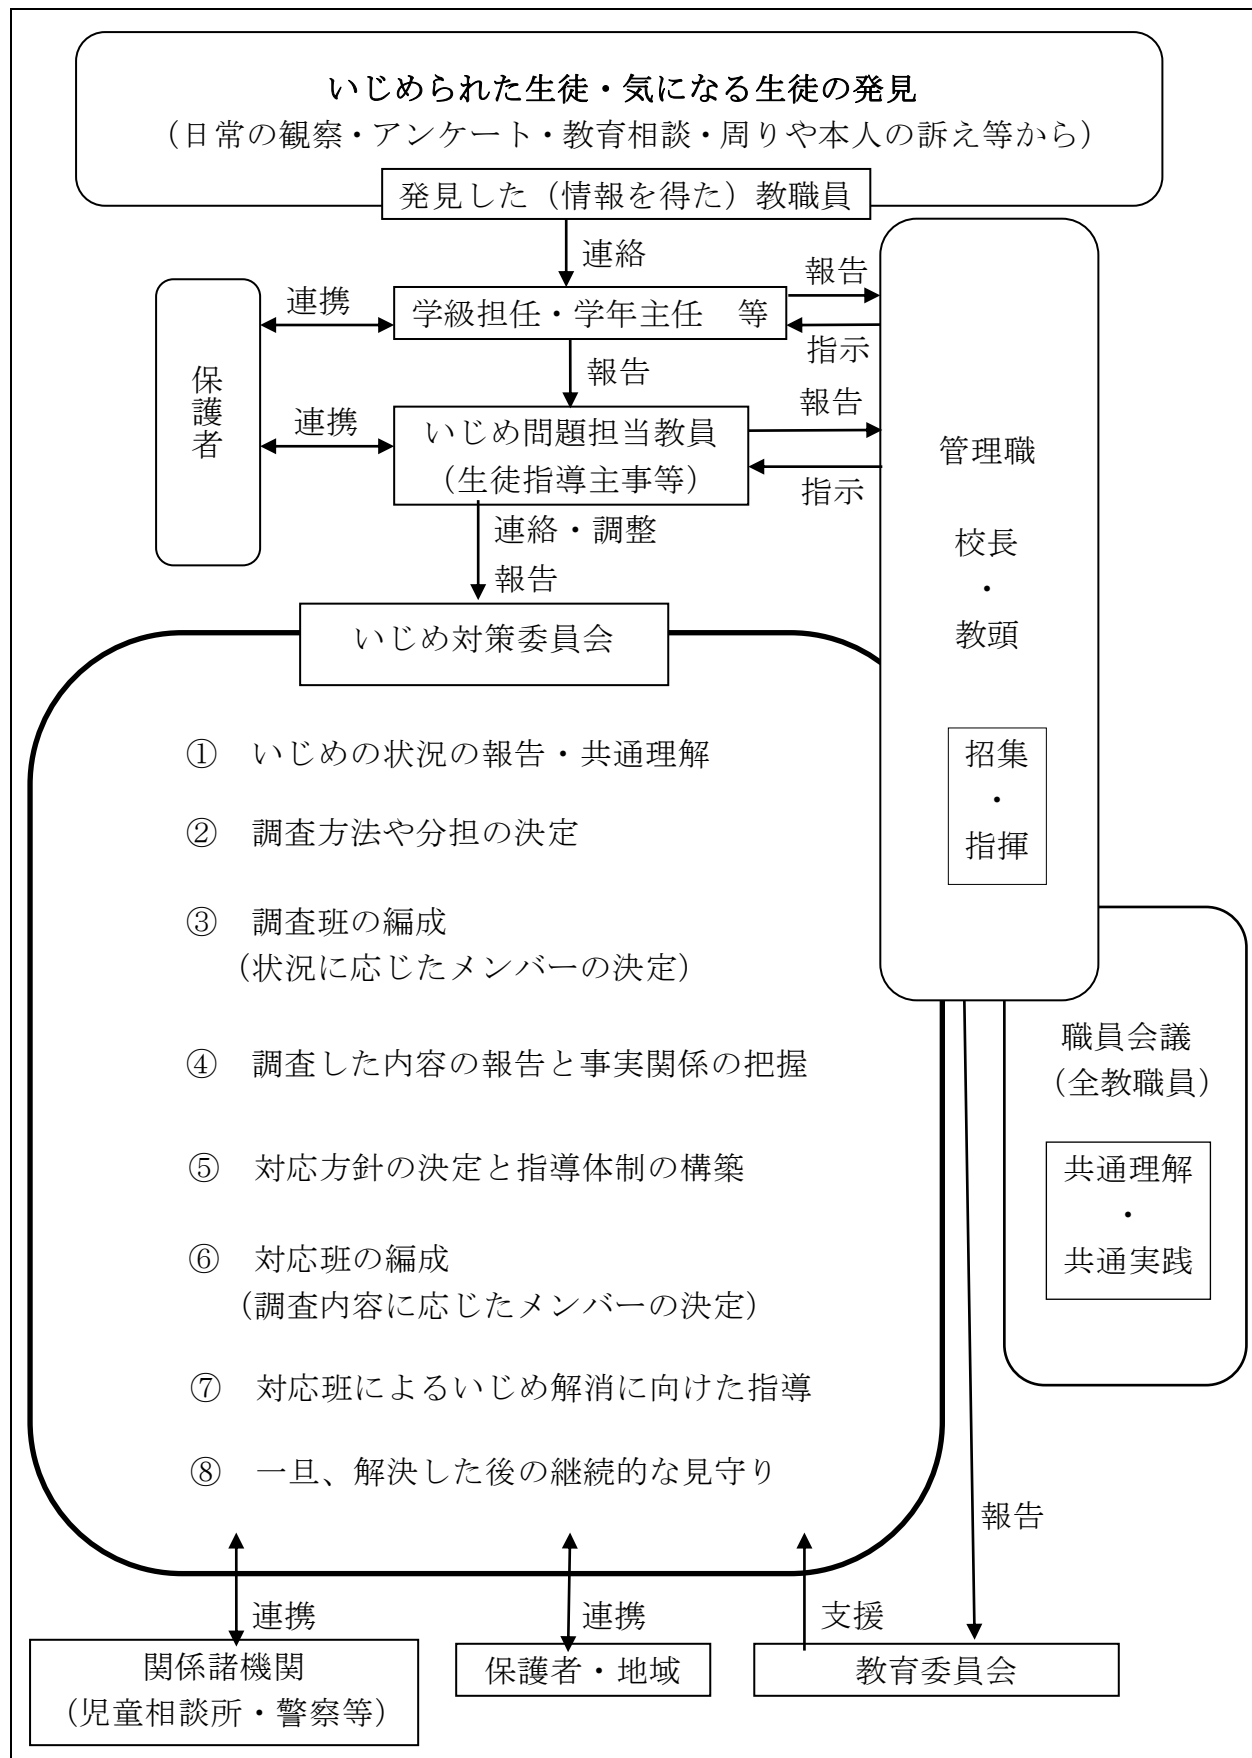 いじめられた生徒・気になる生徒の発見
（日常の観察・アンケート・教育相談・周りや本人の訴え等から）
発見した（情報を得た）教職員
連絡
報告
連携
学級担任・学年主任　等
指示
報告
保護者
報告
連携
いじめ問題担当教員
（生徒指導主事等）
指示
管理職
校長
・
教頭
連絡・調整
報告
いじめ対策委員会
招集
・
指揮
①　いじめの状況の報告・共通理解
②　調査方法や分担の決定
③　調査班の編成
（状況に応じたメンバーの決定）
④　調査した内容の報告と事実関係の把握
⑤　対応方針の決定と指導体制の構築
⑥　対応班の編成
（調査内容に応じたメンバーの決定）
⑦　対応班によるいじめ解消に向けた指導
⑧　一旦、解決した後の継続的な見守り
職員会議
（全教職員）
共通理解
・
共通実践
報告
連携
連携
支援
関係諸機関
（児童相談所・警察等）
保護者・地域
教育委員会